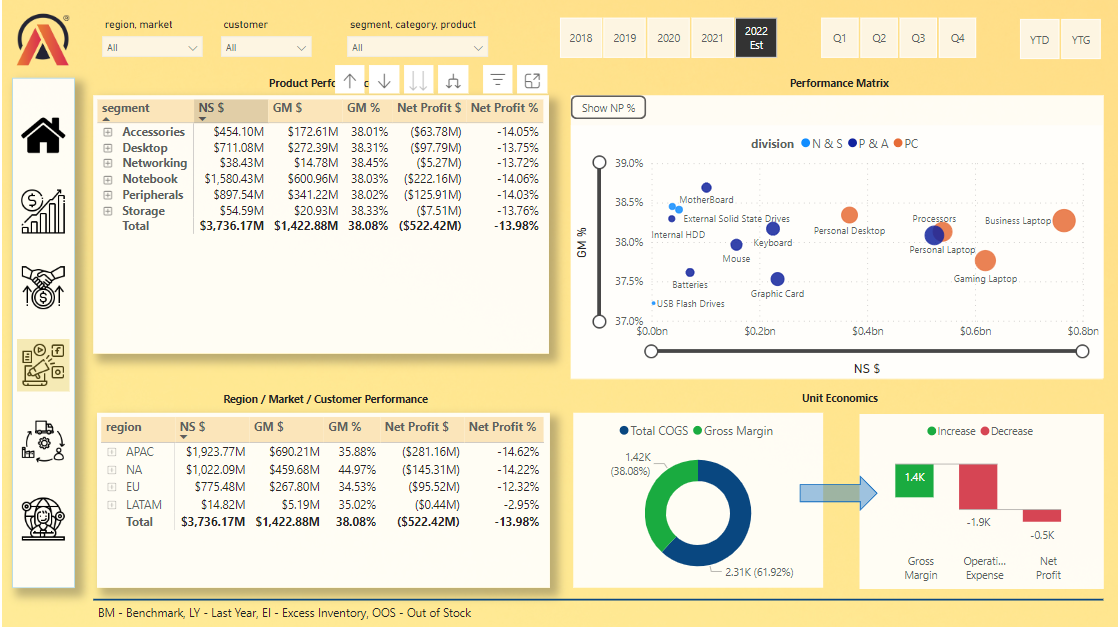 region, market
customer
segment, category, product
All
All
All
2018
2019
2020
2021
2022
Est
Q1
Q2
Q3
Q4
YTD
YTG
Product Perfo
c
segment NS $ GM $ GM % Net Profit $ Net Profit %
Accessories $454.10M $172.61M 38.01% ($63.78M) -14.05%
Desktop $711.08M $272.39M 38.31% ($97.79M) -13.75%
Networking $38.43M $14.78M 38.45% ($5.27M) -13.72%
Notebook $1,580.43M $600.96M 38.03% ($222.16M) -14.06%
Peripherals $897.54M $341.22M 38.02% ($125.91M) -14.03%
Storage $54.59M $20.93M 38.33% ($7.51M) -13.76%
Total $3,736.17M $1,422.88M 38.08% ($522.42M) -13.98%
Performance Matrix
Show NP %
division N & S P & A PC
39.0%
38.5%
38.0%
37.5%
37.0%
GM %
MotherBoard
External Solid State Drives
Internal HDD
Keyboard
Mouse
Batteries
Graphic Card
USB Flash Drives
Personal Desktop
Processors
Personal Laptop
Business Laptop
Gaming Laptop
$0.0bn
$0.2bn
$0.4bn
$0.6bn
$0.8bn
NS $
Region / Market / Customer Performance
region NS $ GM $ GM % Net Profit $ Net Profit %
APAC $1,923.77M $690.21M 35.88% ($281.16M) -14.62%
NA $1,022.09M $459.68M 44.97% ($145.31M) -14.22%
EU $775.48M $267.80M 34.53% ($95.52M) -12.32%
LATAM $14.82M $5.19M 35.02% ($0.44M) -2.95%
Total $3,736.17M $1,422.88M 38.08% ($522.42M) -13.98%
Unit Economics
Total COGS Gross Margin
1.42K
(38.08%)
2.31K (61.92%)
Increase Decrease
1.4K
-1.9K
-0.5K
Gross
Margin
Operati...
Expense
Net
Profit
BM - Benchmark, LY - Last Year, EI - Excess Inventory, OOS - Out of Stock